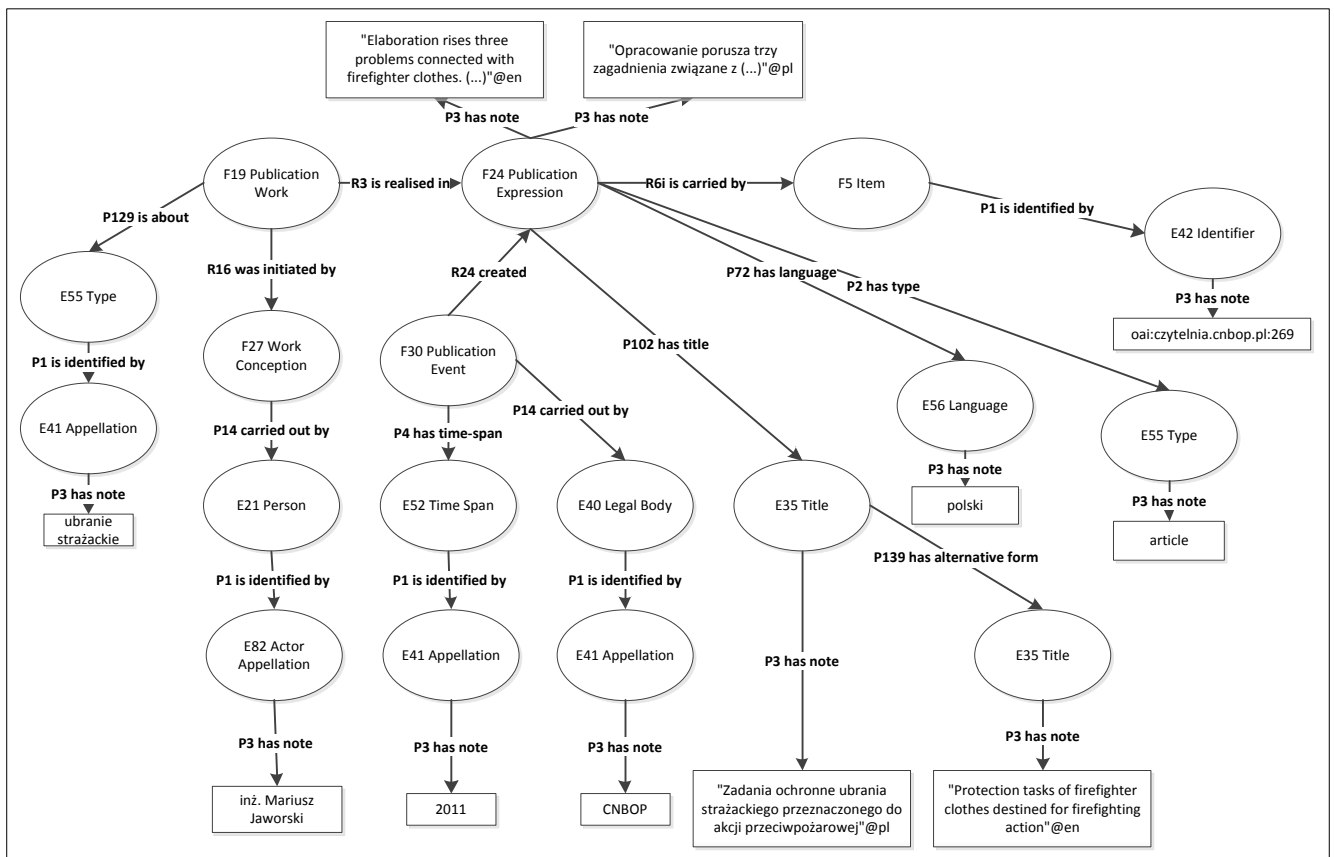 "Elaboration rises three
problems connected with
firefighter clothes. (...)"@en
"Opracowanie porusza trzy
zagadnienia związane z (...)"@pl
P3 has note
P3 has note
F19 Publication
Work
R3 is realised in
F24 Publication
Expression
R6i is carried by
F5 Item
P1 is identified by
E42 Identifier
P129 is about
R16 was initiated by
R24 created
P72 has language
P2 has type
P3 has note
oai:czytelnia.cnbop.pl:269
E55 Type
F27 Work
Conception
F30 Publication
Event
P102 has title
P1 is identified by
E41 Appellation
P14 carried out by
P4 has time-span
P14 carried out by
E56 Language
E55 Type
P3 has note
ubranie
strażackie
E21 Person
E52 Time Span
E40 Legal Body
E35 Title
P3 has note
polski
P3 has note
article
P139 has alternative form
P1 is identified by
P1 is identified by
P1 is identified by
E82 Actor
Appellation
E41 Appellation
E41 Appellation
E35 Title
P3 has note
P3 has note
P3 has note
P3 has note
P3 has note
inż. Mariusz
Jaworski
2011
CNBOP
"Zadania ochronne ubrania
strażackiego przeznaczonego do
akcji przeciwpożarowej"@pl
"Protection tasks of firefighter
clothes destined for firefighting
action"@en